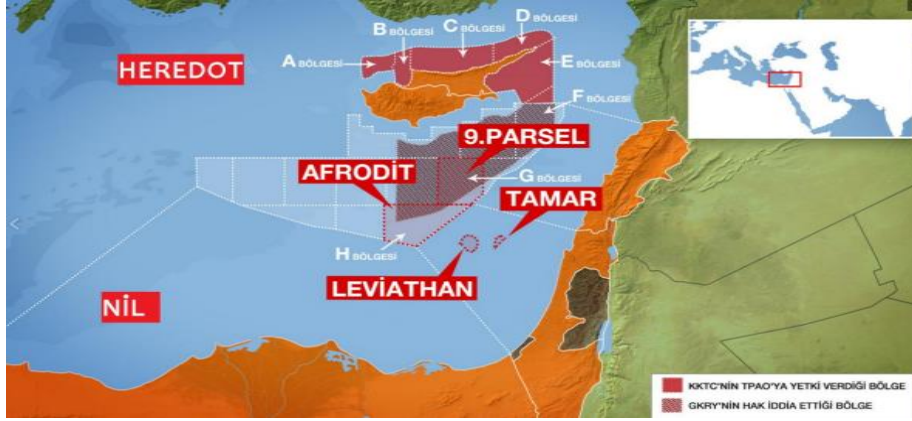 D BÖLGESİ
C BÖLGESİ
B BÖLGESİ
A BÖLGESİ
E BÖLGESİ
HEREDOT
F BÖLGESİ
9.PARSEL
AFRODİT
G BÖLGESİ
TAMAR
H BÖLGESİ
LEVİATHAN
NİL
KKTC'NİN TPAO'YA YETKİ VERDİĞİ BÖLGE
GKRY'NİN HAK İDDİA ETTİĞİ BÖLGE